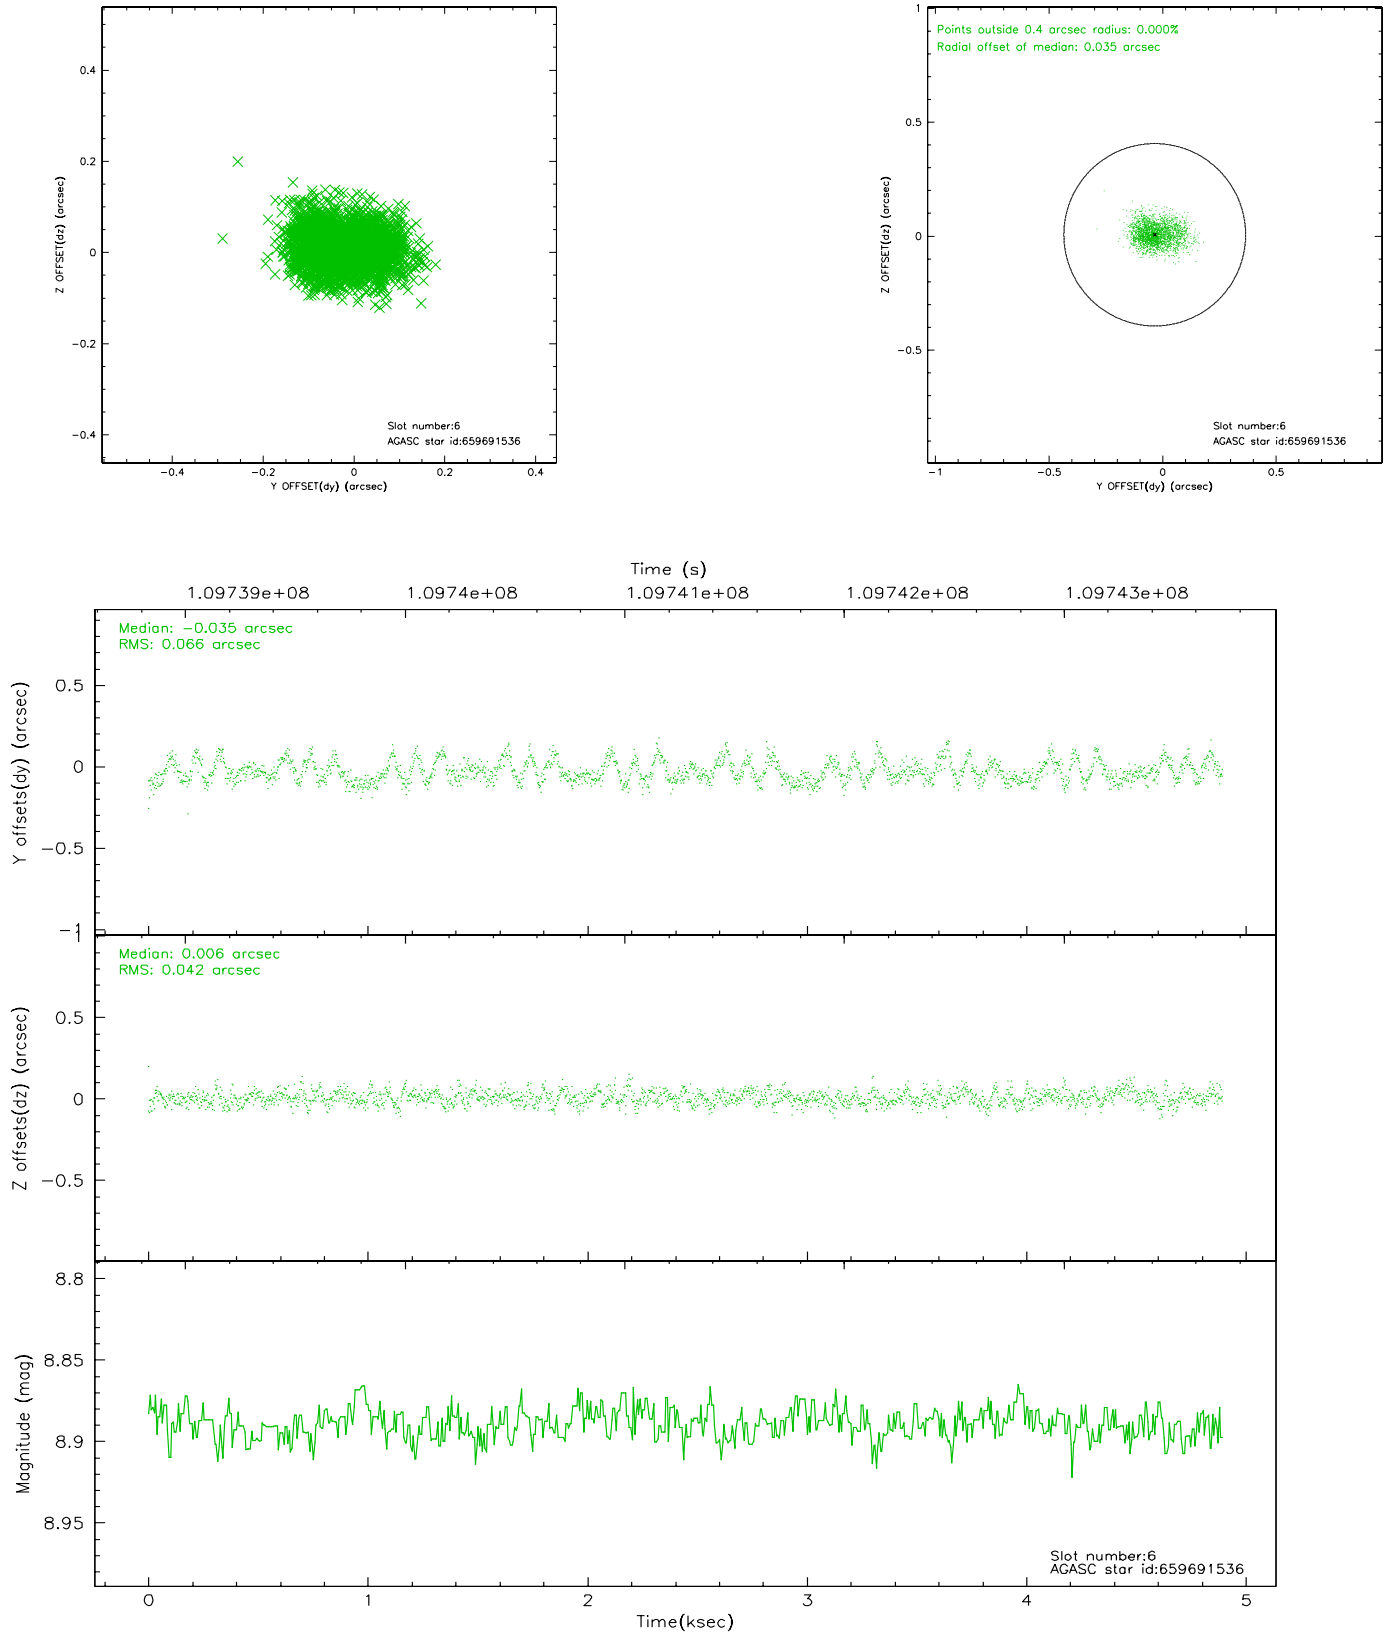 0.4
0.2
0
−0.2
−0.4
Z OFFSET(dz) (arcsec)
Slot number:6
AGASC star id:659691536
−0.4
−0.2
0
0.2
0.4
Y OFFSET(dy) (arcsec)
Points outside 0.4 arcsec radius: 0.000%
Radial offset of median: 0.035 arcsec
1
0.5
0
−0.5
Z OFFSET(dz) (arcsec)
Slot number:6
AGASC star id:659691536
−1
−0.5
0
0.5
Y OFFSET(dy) (arcsec)
Time (s)
1.09739e+08
1.0974e+08
1.09741e+08
1.09742e+08
1.09743e+08
Median: −0.035 arcsec
RMS: 0.066 arcsec
0.5
0
−0.5
−1
Y offsets(dy) (arcsec)
Median: 0.006 arcsec
RMS: 0.042 arcsec
1
0.5
0
−0.5
Z offsets(dz) (arcsec)
8.8
8.85
8.9
8.95
Magnitude (mag)
Slot number:6
AGASC star id:659691536
0
1
2
3
4
5
Time(ksec)